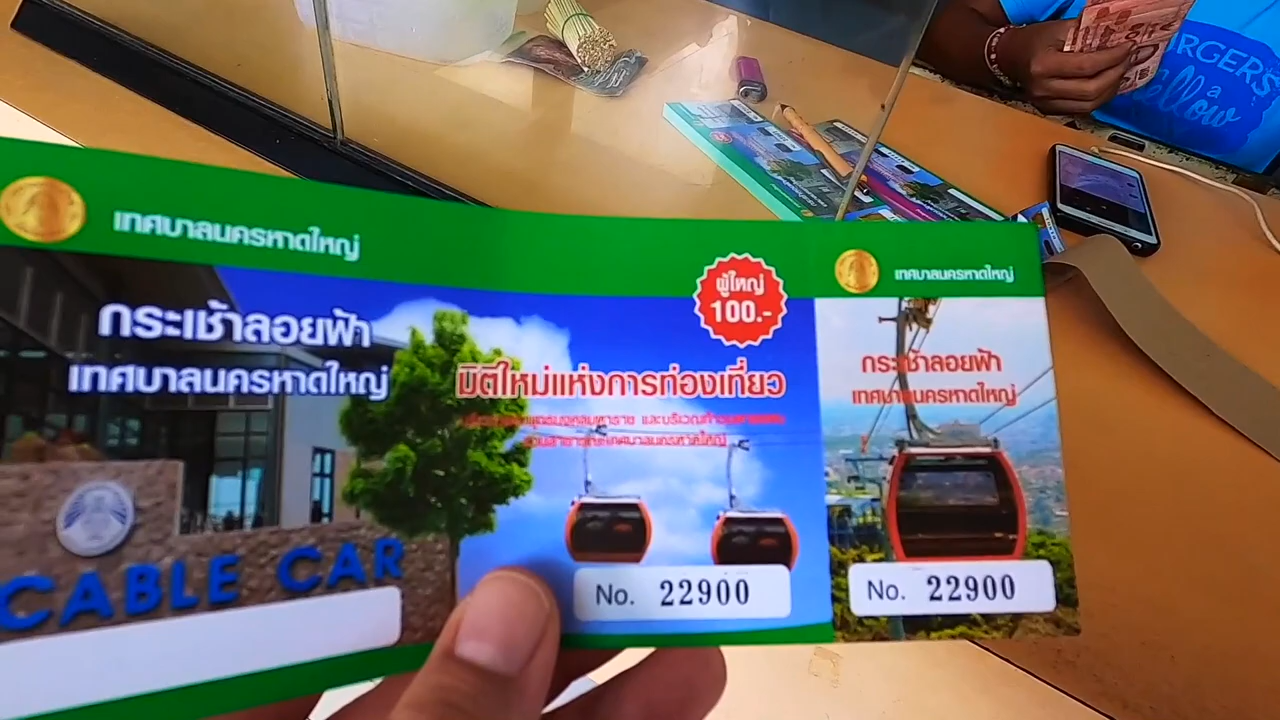 เทศบาลนครหาดใหญ่
กระเช้าลอยฟ้า
เทศบาลนครหาดใหญ่
CABLE CAR
ผู้ใหญ่
100.-
มิติใหม่แห่งการท่องเที่ยว
No. 22900
เทศบาลนครหาดใหญ่
กระเช้าลอยฟ้า
เทศบาลนครหาดใหญ่
No. 22900
a